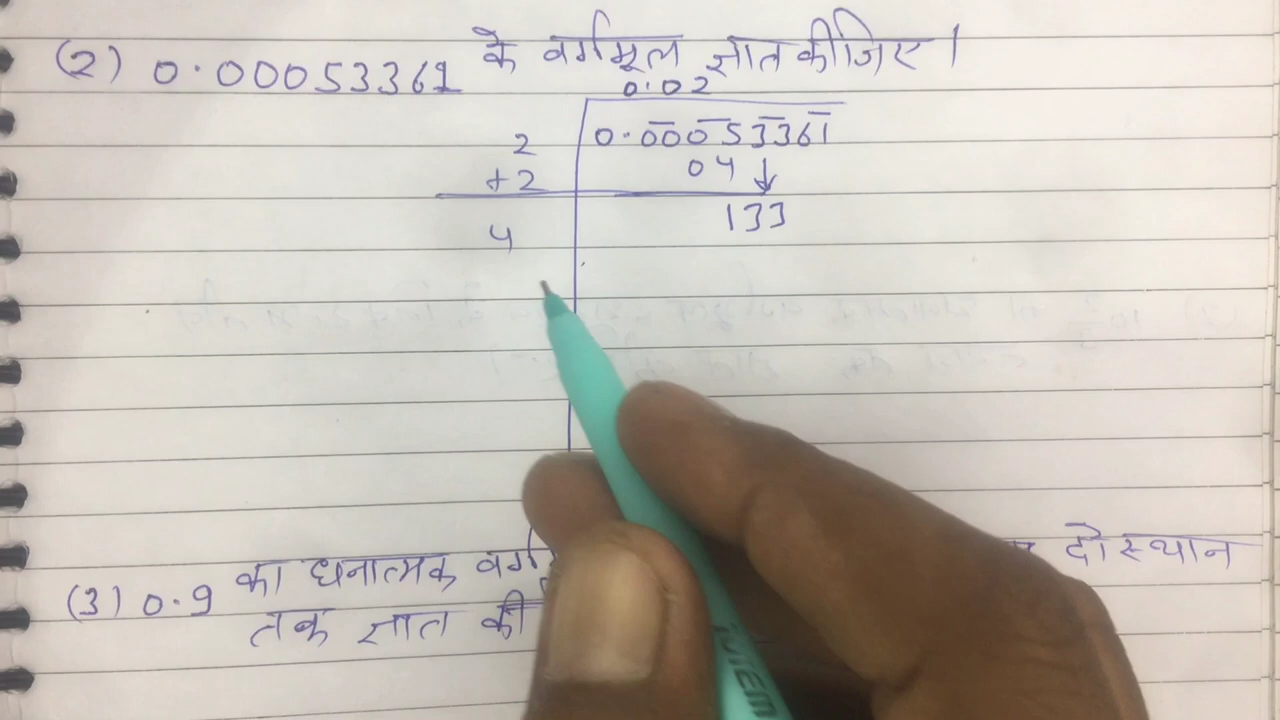 (2) 0.00053361 के वर्गमूल ज्ञात कीजिए।
0.02
2 0.00053361
+2 04
4 133
(3) 0.9 का धनात्मक दो स्थान
तक ज्ञात की
TOTEM